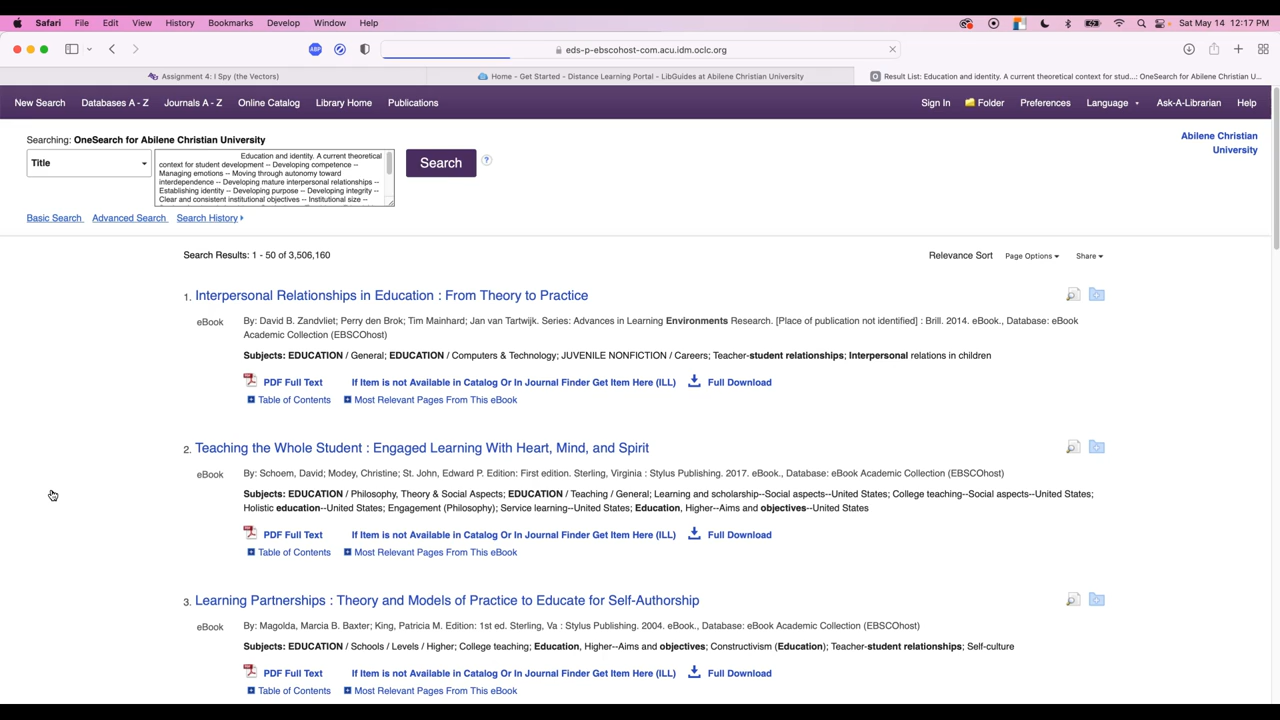 Safari File Edit View History Bookmarks Develop Window Help Sat May 14 12:17 PM
ABP eds-p-ebscohost-com.acu.idm.oclc.org
Assignment 4: I Spy (the Vectors) Home - Get Started - Distance Learning Portal - LibGuides at Abilene Christian University Result List: Education and identity. A current theoretical context for stud...: OneSearch for Abilene Christian U...
New Search Databases A - Z Journals A - Z Online Catalog Library Home Publications Sign In Folder Preferences Language Ask-A-Librarian Help
Searching: OneSearch for Abilene Christian University
Abilene Christian
University
Title
Education and identity. A current theoretical
context for student development -- Developing competence --
Managing emotions -- Moving through autonomy toward
interdependence -- Developing mature interpersonal relationships --
Establishing identity -- Developing purpose -- Developing integrity --
Clear and consistent institutional objectives -- Institutional size --
Search ?
Basic Search Advanced Search Search History
Search Results: 1 - 50 of 3,506,160 Relevance Sort Page Options Share
1. Interpersonal Relationships in Education : From Theory to Practice
eBook By: David B. Zandvliet; Perry den Brok; Tim Mainhard; Jan van Tartwijk. Series: Advances in Learning Environments Research. [Place of publication not identified] : Brill. 2014. eBook., Database: eBook
Academic Collection (EBSCOhost)
Subjects: EDUCATION / General; EDUCATION / Computers & Technology; JUVENILE NONFICTION / Careers; Teacher-student relationships; Interpersonal relations in children
PDF Full Text If Item is not Available in Catalog Or In Journal Finder Get Item Here (ILL) Full Download
Table of Contents Most Relevant Pages From This eBook
2. Teaching the Whole Student : Engaged Learning With Heart, Mind, and Spirit
eBook By: Schoem, David; Modey, Christine; St. John, Edward P. Edition: First edition. Sterling, Virginia : Stylus Publishing. 2017. eBook., Database: eBook Academic Collection (EBSCOhost)
Subjects: EDUCATION / Philosophy, Theory & Social Aspects; EDUCATION / Teaching / General; Learning and scholarship--Social aspects--United States; College teaching--Social aspects--United States;
Holistic education--United States; Engagement (Philosophy); Service learning--United States; Education, Higher--Aims and objectives--United States
PDF Full Text If Item is not Available in Catalog Or In Journal Finder Get Item Here (ILL) Full Download
Table of Contents Most Relevant Pages From This eBook
3. Learning Partnerships : Theory and Models of Practice to Educate for Self-Authorship
eBook By: Magolda, Marcia B. Baxter; King, Patricia M. Edition: 1st ed. Sterling, Va : Stylus Publishing. 2004. eBook., Database: eBook Academic Collection (EBSCOhost)
Subjects: EDUCATION / Schools / Levels / Higher; College teaching; Education, Higher--Aims and objectives; Constructivism (Education); Teacher-student relationships; Self-culture
PDF Full Text If Item is not Available in Catalog Or In Journal Finder Get Item Here (ILL) Full Download
Table of Contents Most Relevant Pages From This eBook